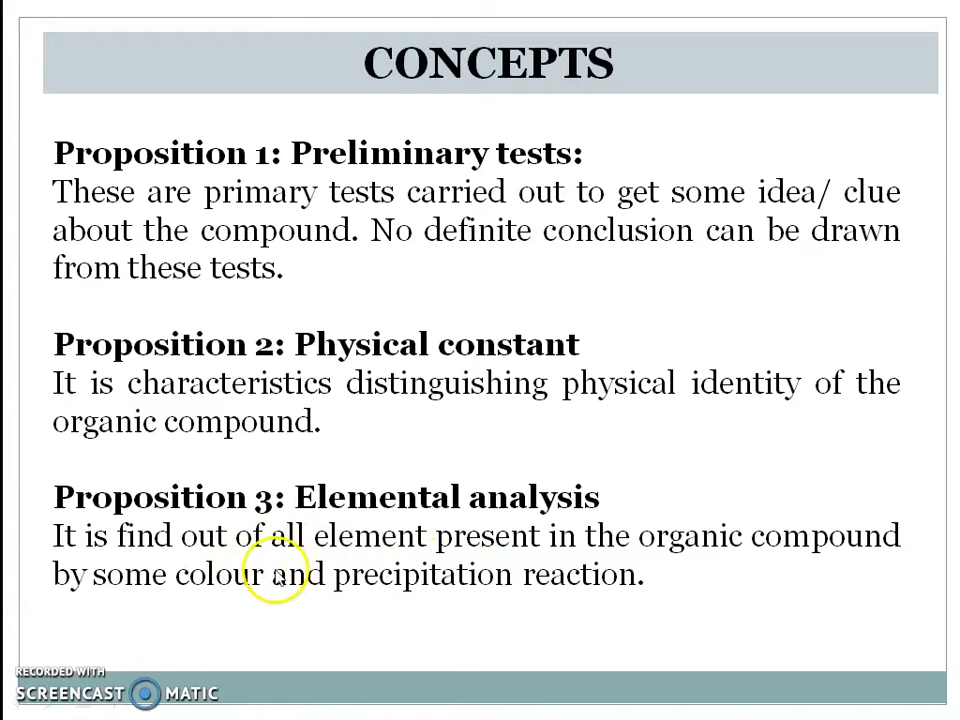 CONCEPTS
Proposition 1: Preliminary tests:
These are primary tests carried out to get some idea/ clue
about the compound. No definite conclusion can be drawn
from these tests.
Proposition 2: Physical constant
It is characteristics distinguishing physical identity of the
organic compound.
Proposition 3: Elemental analysis
It is find out of all element present in the organic compound
by some colour and precipitation reaction.
RECORDED WITH
SCREENCAST MATIC